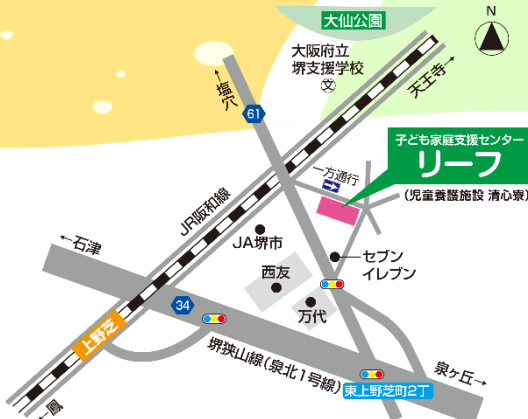 大仙公園
N
大阪府立
堺支援学校
文
←塩穴
天王寺→
61
子ども家庭支援センター
リーフ
(児童養護施設 清心寮)
一方通行
JR阪和線
JA堺市
←石津
セブン
イレブン
西友
万代
34
上野芝
堺狭山線(泉北1号線)
泉ヶ丘→
東上野芝町2丁
←鳳